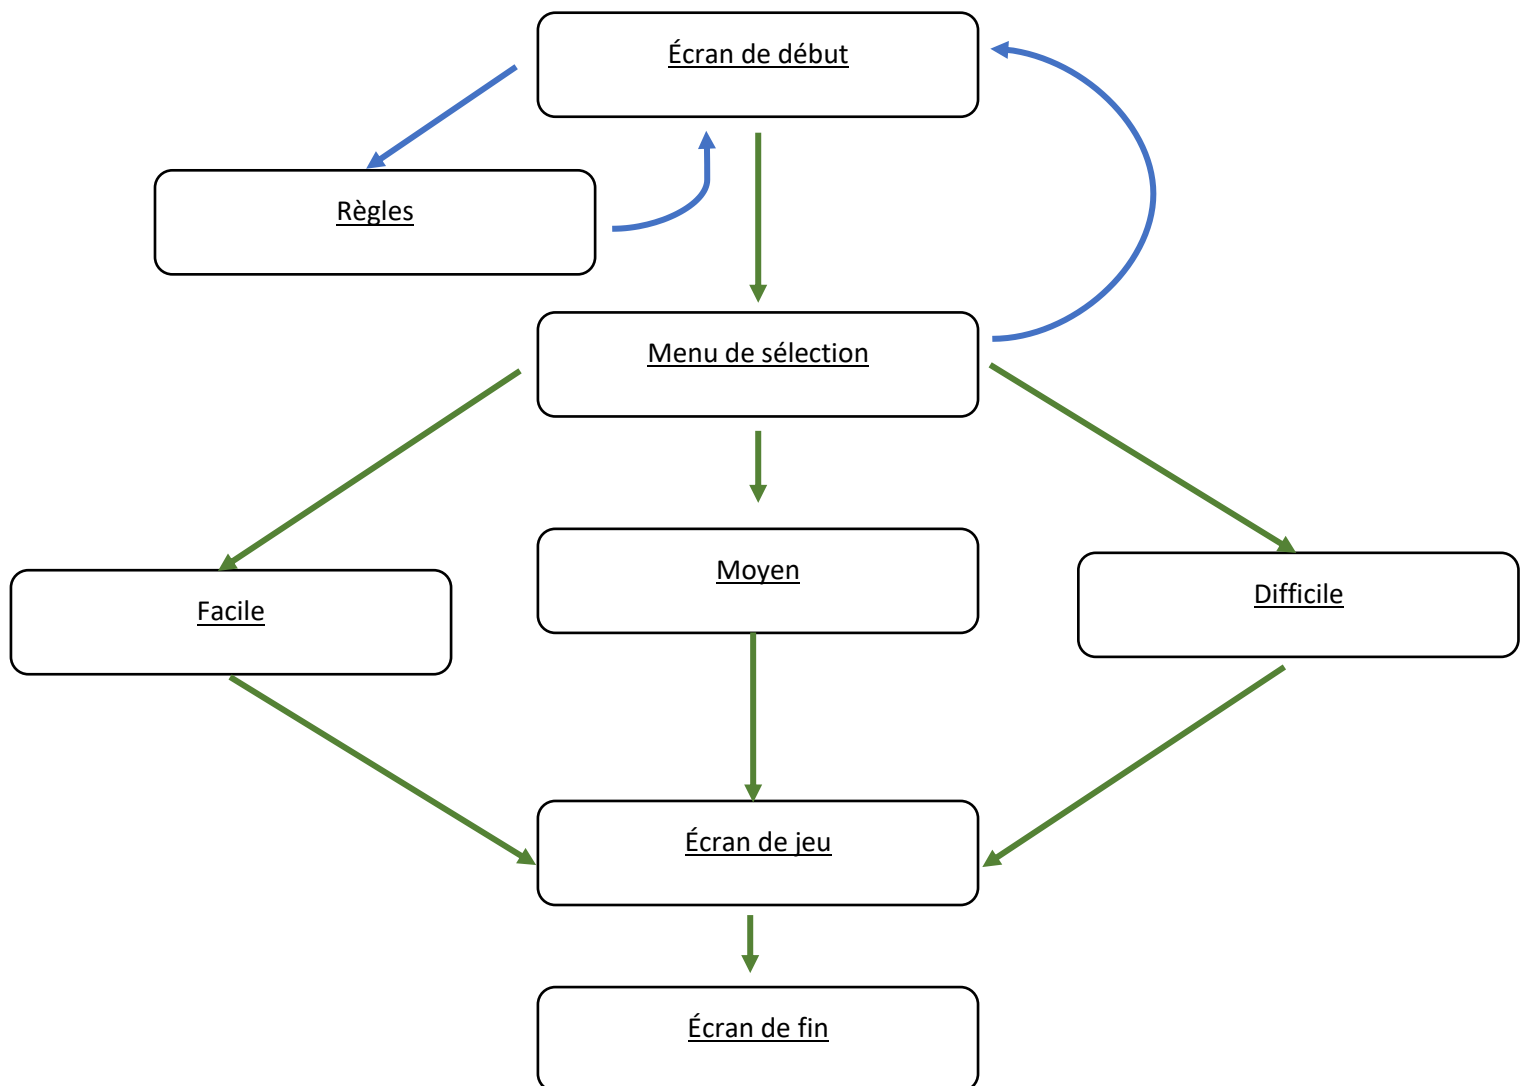 Écran de début
Règles
Menu de sélection
Facile
Moyen
Difficile
Écran de jeu
Écran de fin